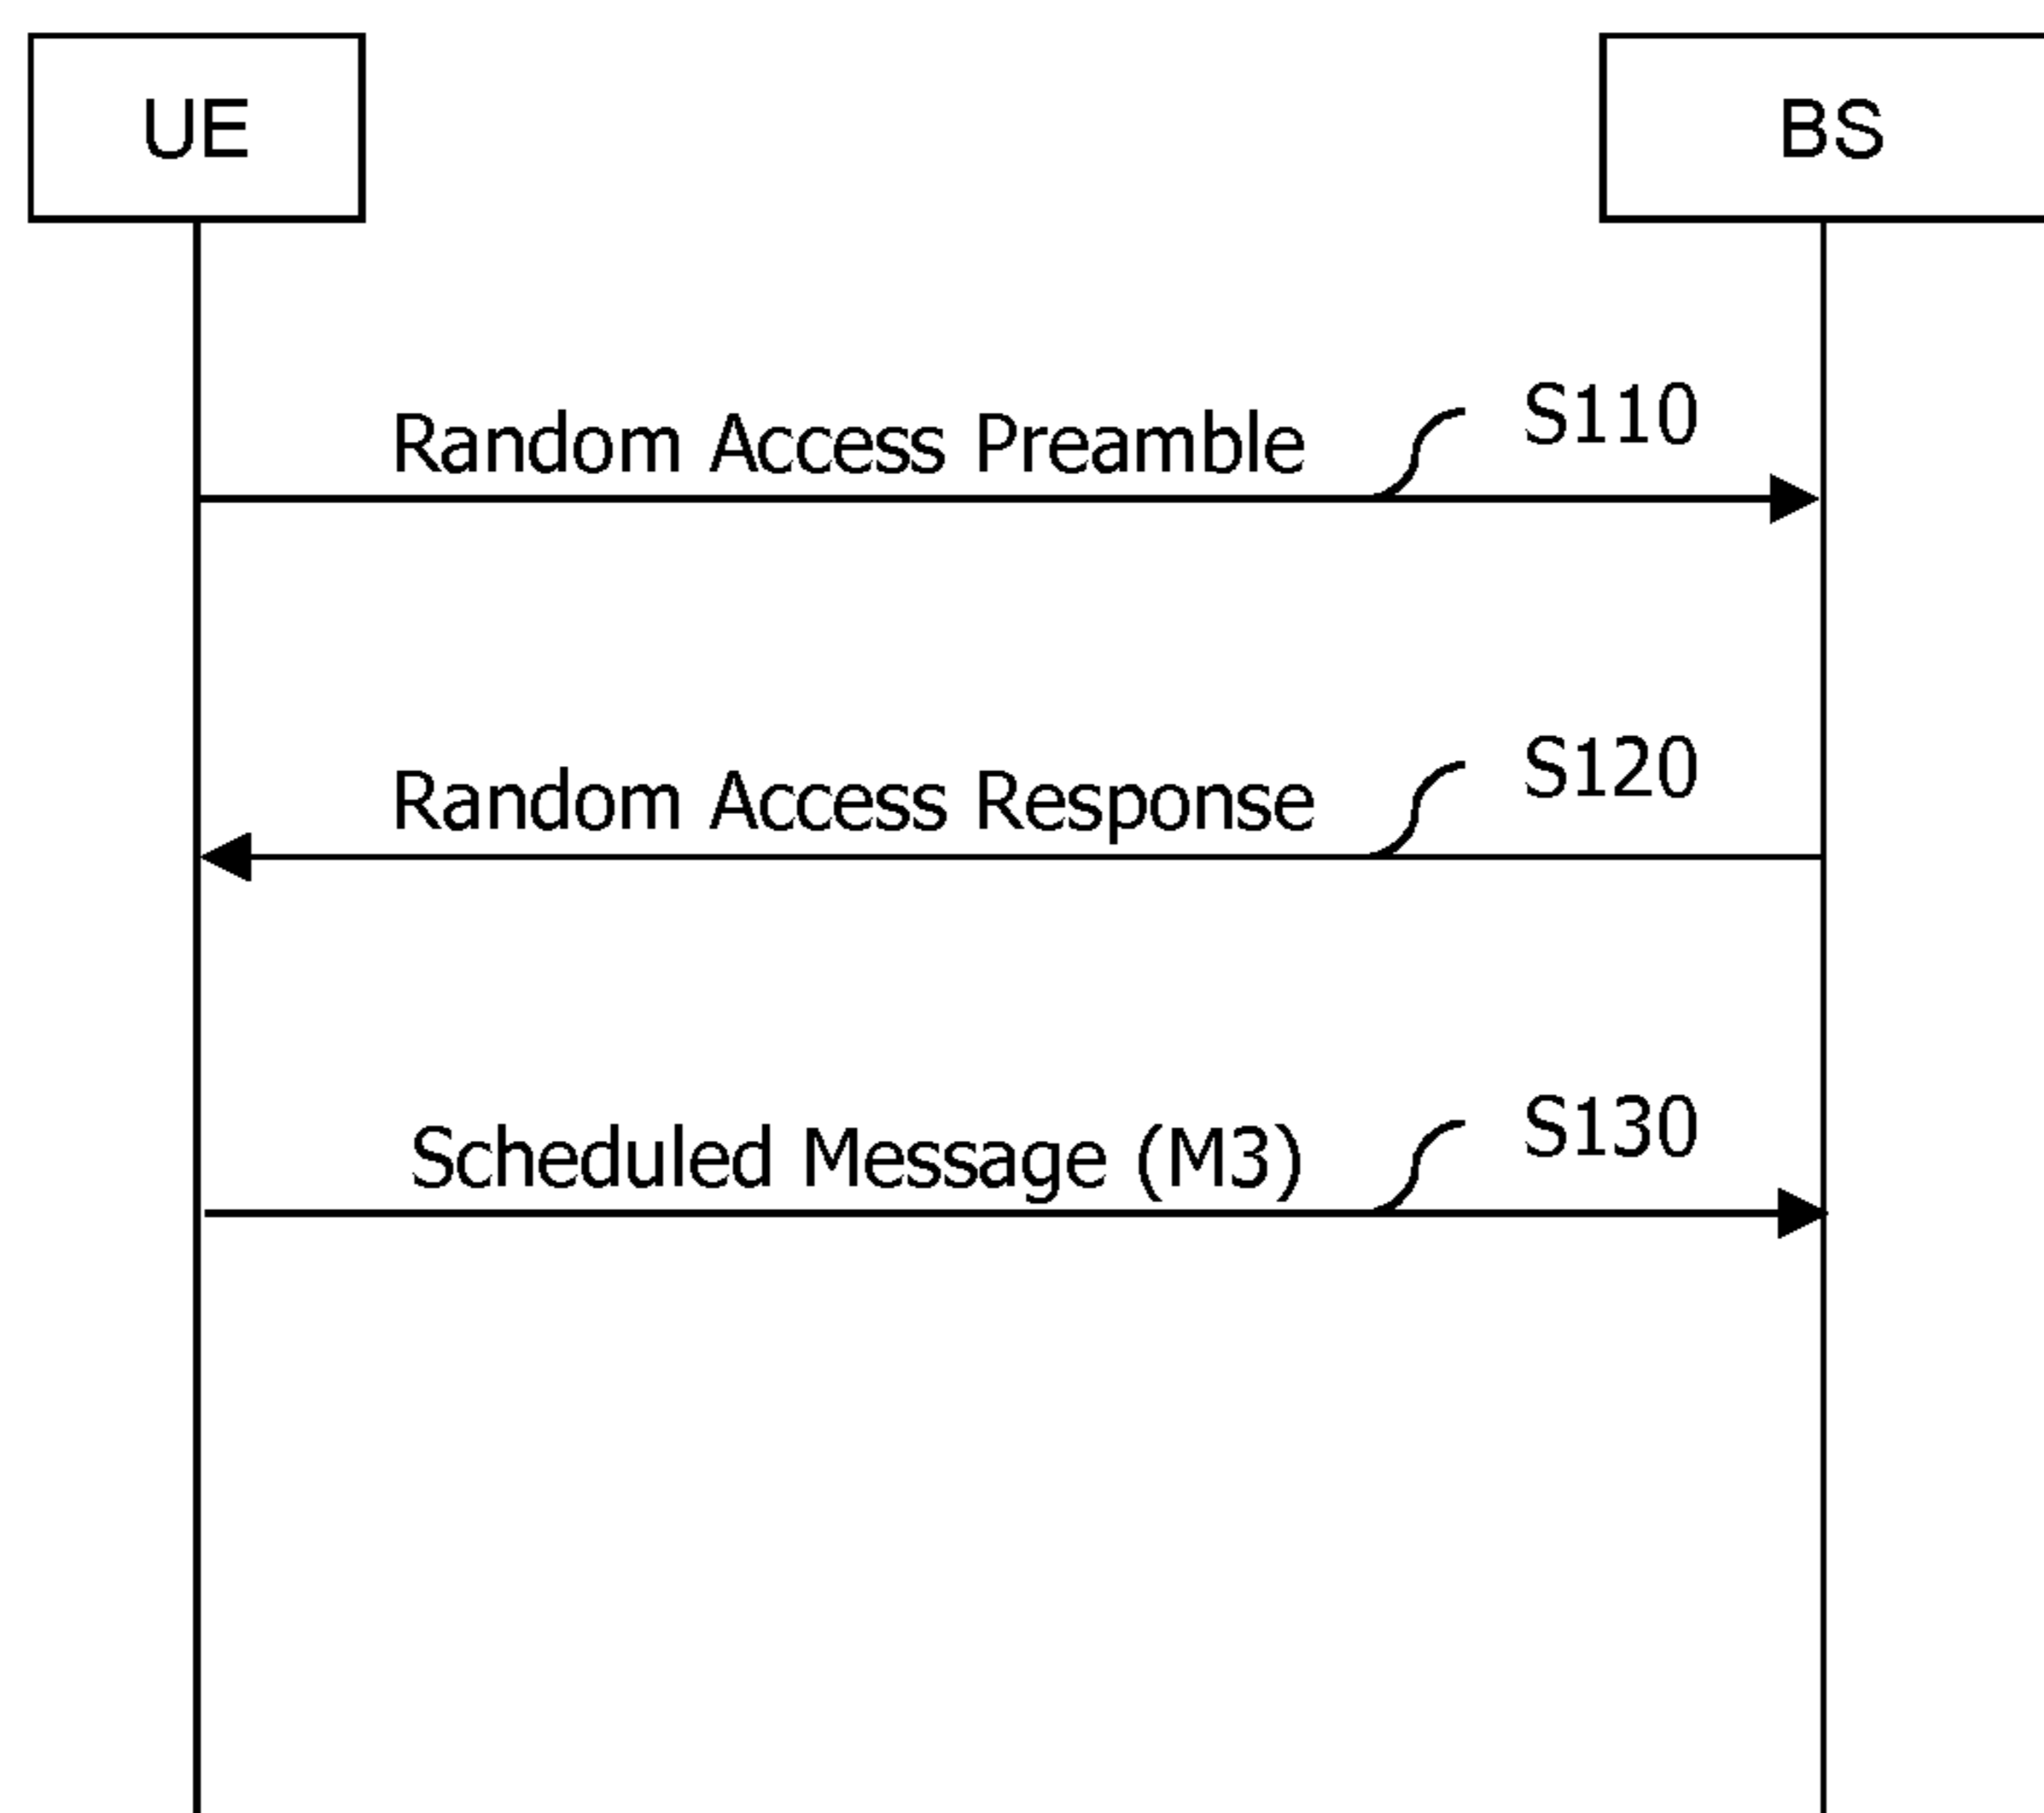 UE
BS
S110
Random Access Preamble
S120
Random Access Response
S130
Scheduled Message (M3)